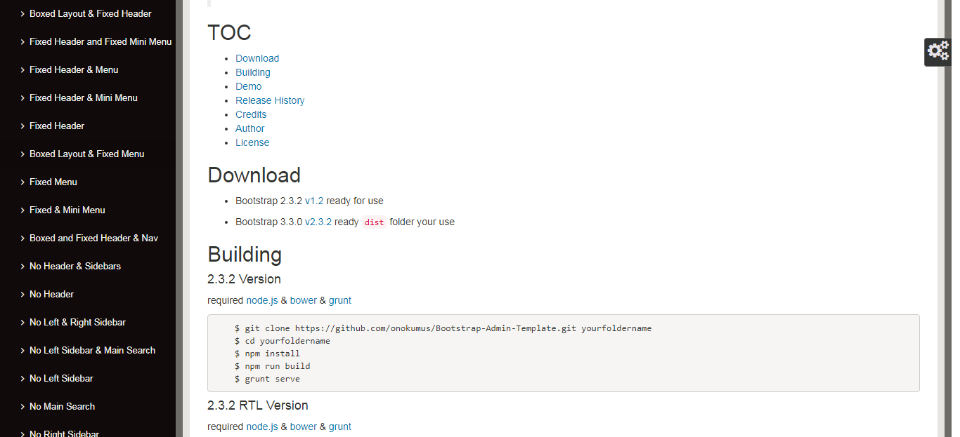 Boxed Layout & Fixed Header
Fixed Header and Fixed Mini Menu
Fixed Header & Menu
Fixed Header & Mini Menu
Fixed Header
Boxed Layout & Fixed Menu
Fixed Menu
Fixed & Mini Menu
Boxed and Fixed Header & Nav
No Header & Sidebars
No Header
No Left & Right Sidebar
No Left Sidebar & Main Search
No Left Sidebar
No Main Search
No Right Sidebar
TOC
Download
Building
Demo
Release History
Credits
Author
License
Download
Bootstrap 2.3.2 v1.2 ready for use
Bootstrap 3.3.0 v2.3.2 ready dist folder your use
Building
2.3.2 Version
required node.js & bower & grunt
$ git clone https://github.com/onokumus/Bootstrap-Admin-Template.git yourfoldername
$ cd yourfoldername
$ npm install
$ npm run build
$ grunt serve
2.3.2 RTL Version
required node.js & bower & grunt